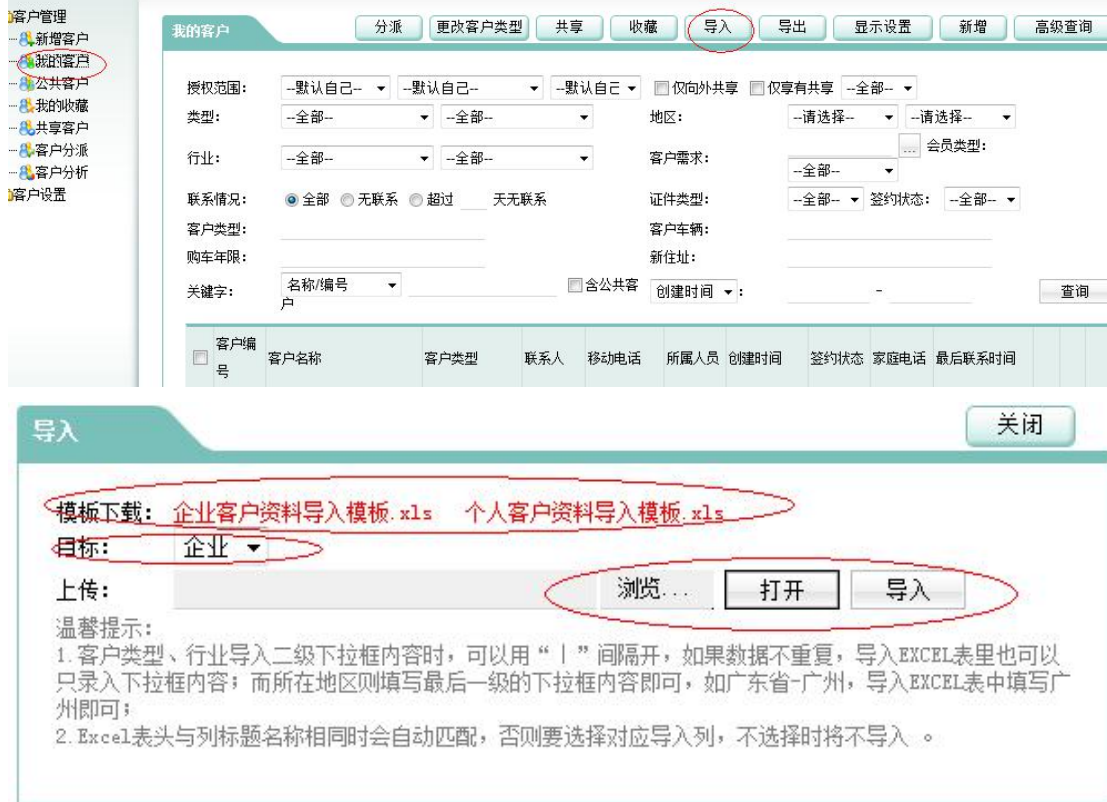 客户管理
新增客户
我的客户
公共客户
我的收藏
共享客户
客户分派
客户分析
客户设置
我的客户 分派 更改客户类型 共享 收藏 导入 导出 显示设置 新增 高级查询
授权范围: --默认自己-- --默认自己-- --默认自己 仅向外共享 仅享有共享 --全部--
类型: --全部-- --全部-- 地区: --请选择-- --请选择--
行业: --全部-- --全部-- 客户需求: ... 会员类型:
--全部--
联系情况: 全部 无联系 超过 天无联系 证件类型: --全部-- 签约状态: --全部--
客户类型: 客户车辆:
购车年限: 新住址:
关键字: 名称/编号 含公共客户 创建时间 : - 查询
客户编号 客户名称 客户类型 联系人 移动电话 所属人员 创建时间 签约状态 家庭电话 最后联系时间
导入 关闭
模板下载: 企业客户资料导入模板.xls 个人客户资料导入模板.xls
目标: 企业
上传: 浏览... 打开 导入
温馨提示:
1.客户类型、行业导入二级下拉框内容时,可以用“|”间隔开,如果数据不重复,导入EXCEL表里也可以
只录入下拉框内容;而所在地区则填写最后一级的下拉框内容即可,如广东省-广州,导入EXCEL表中填写广
州即可;
2.Excel表头与列标题名称相同时会自动匹配,否则要选择对应导入列,不选择时将不导入 。